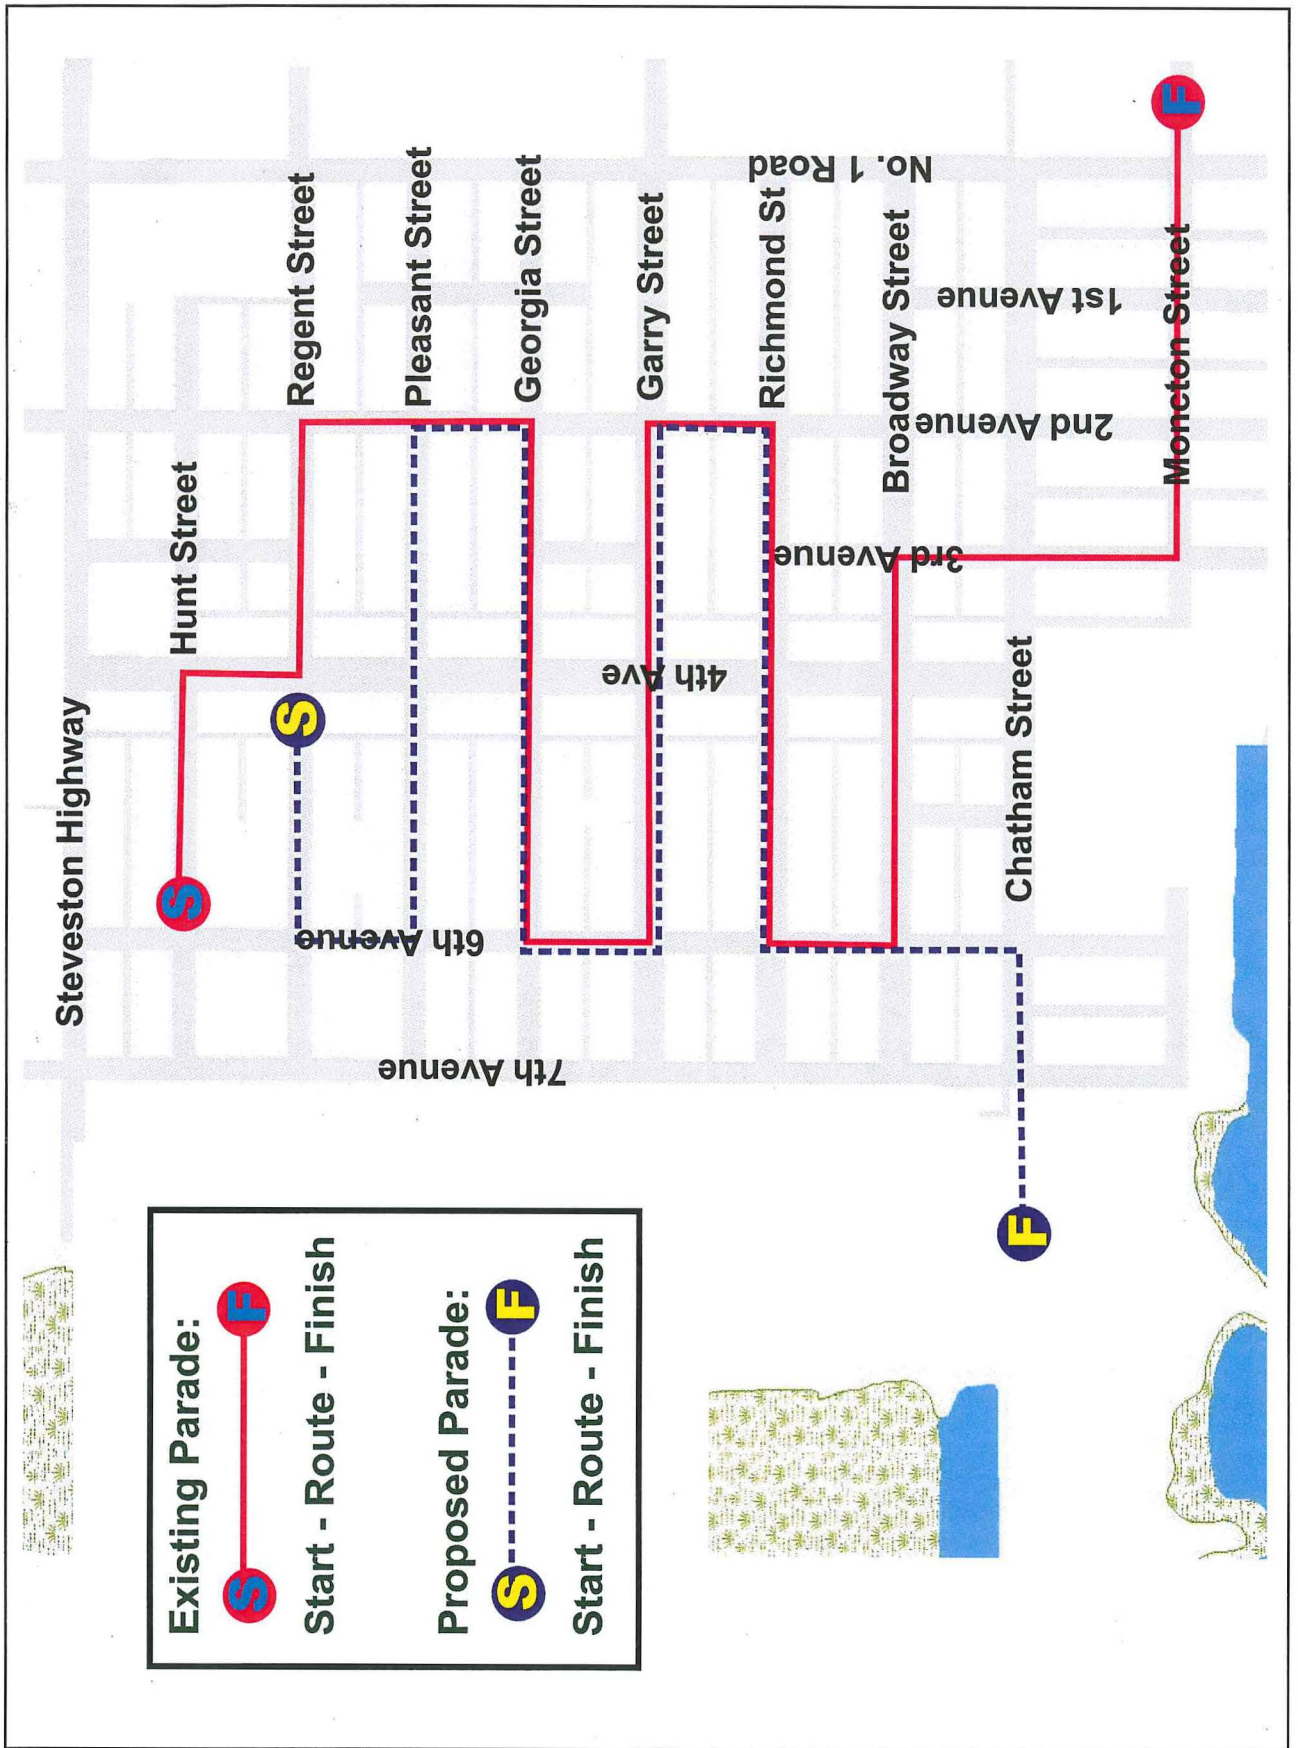 Steveston Highway
Hunt Street
Regent Street
Pleasant Street
Georgia Street
Garry Street
Richmond St
Broadway Street
Chatham Street
Moncton Street
No. 1 Road
1st Avenue
2nd Avenue
3rd Avenue
4th Ave
6th Avenue
7th Avenue
S
F
S
F
Existing Parade:
S F
Start - Route - Finish
Proposed Parade:
S F
Start - Route - Finish